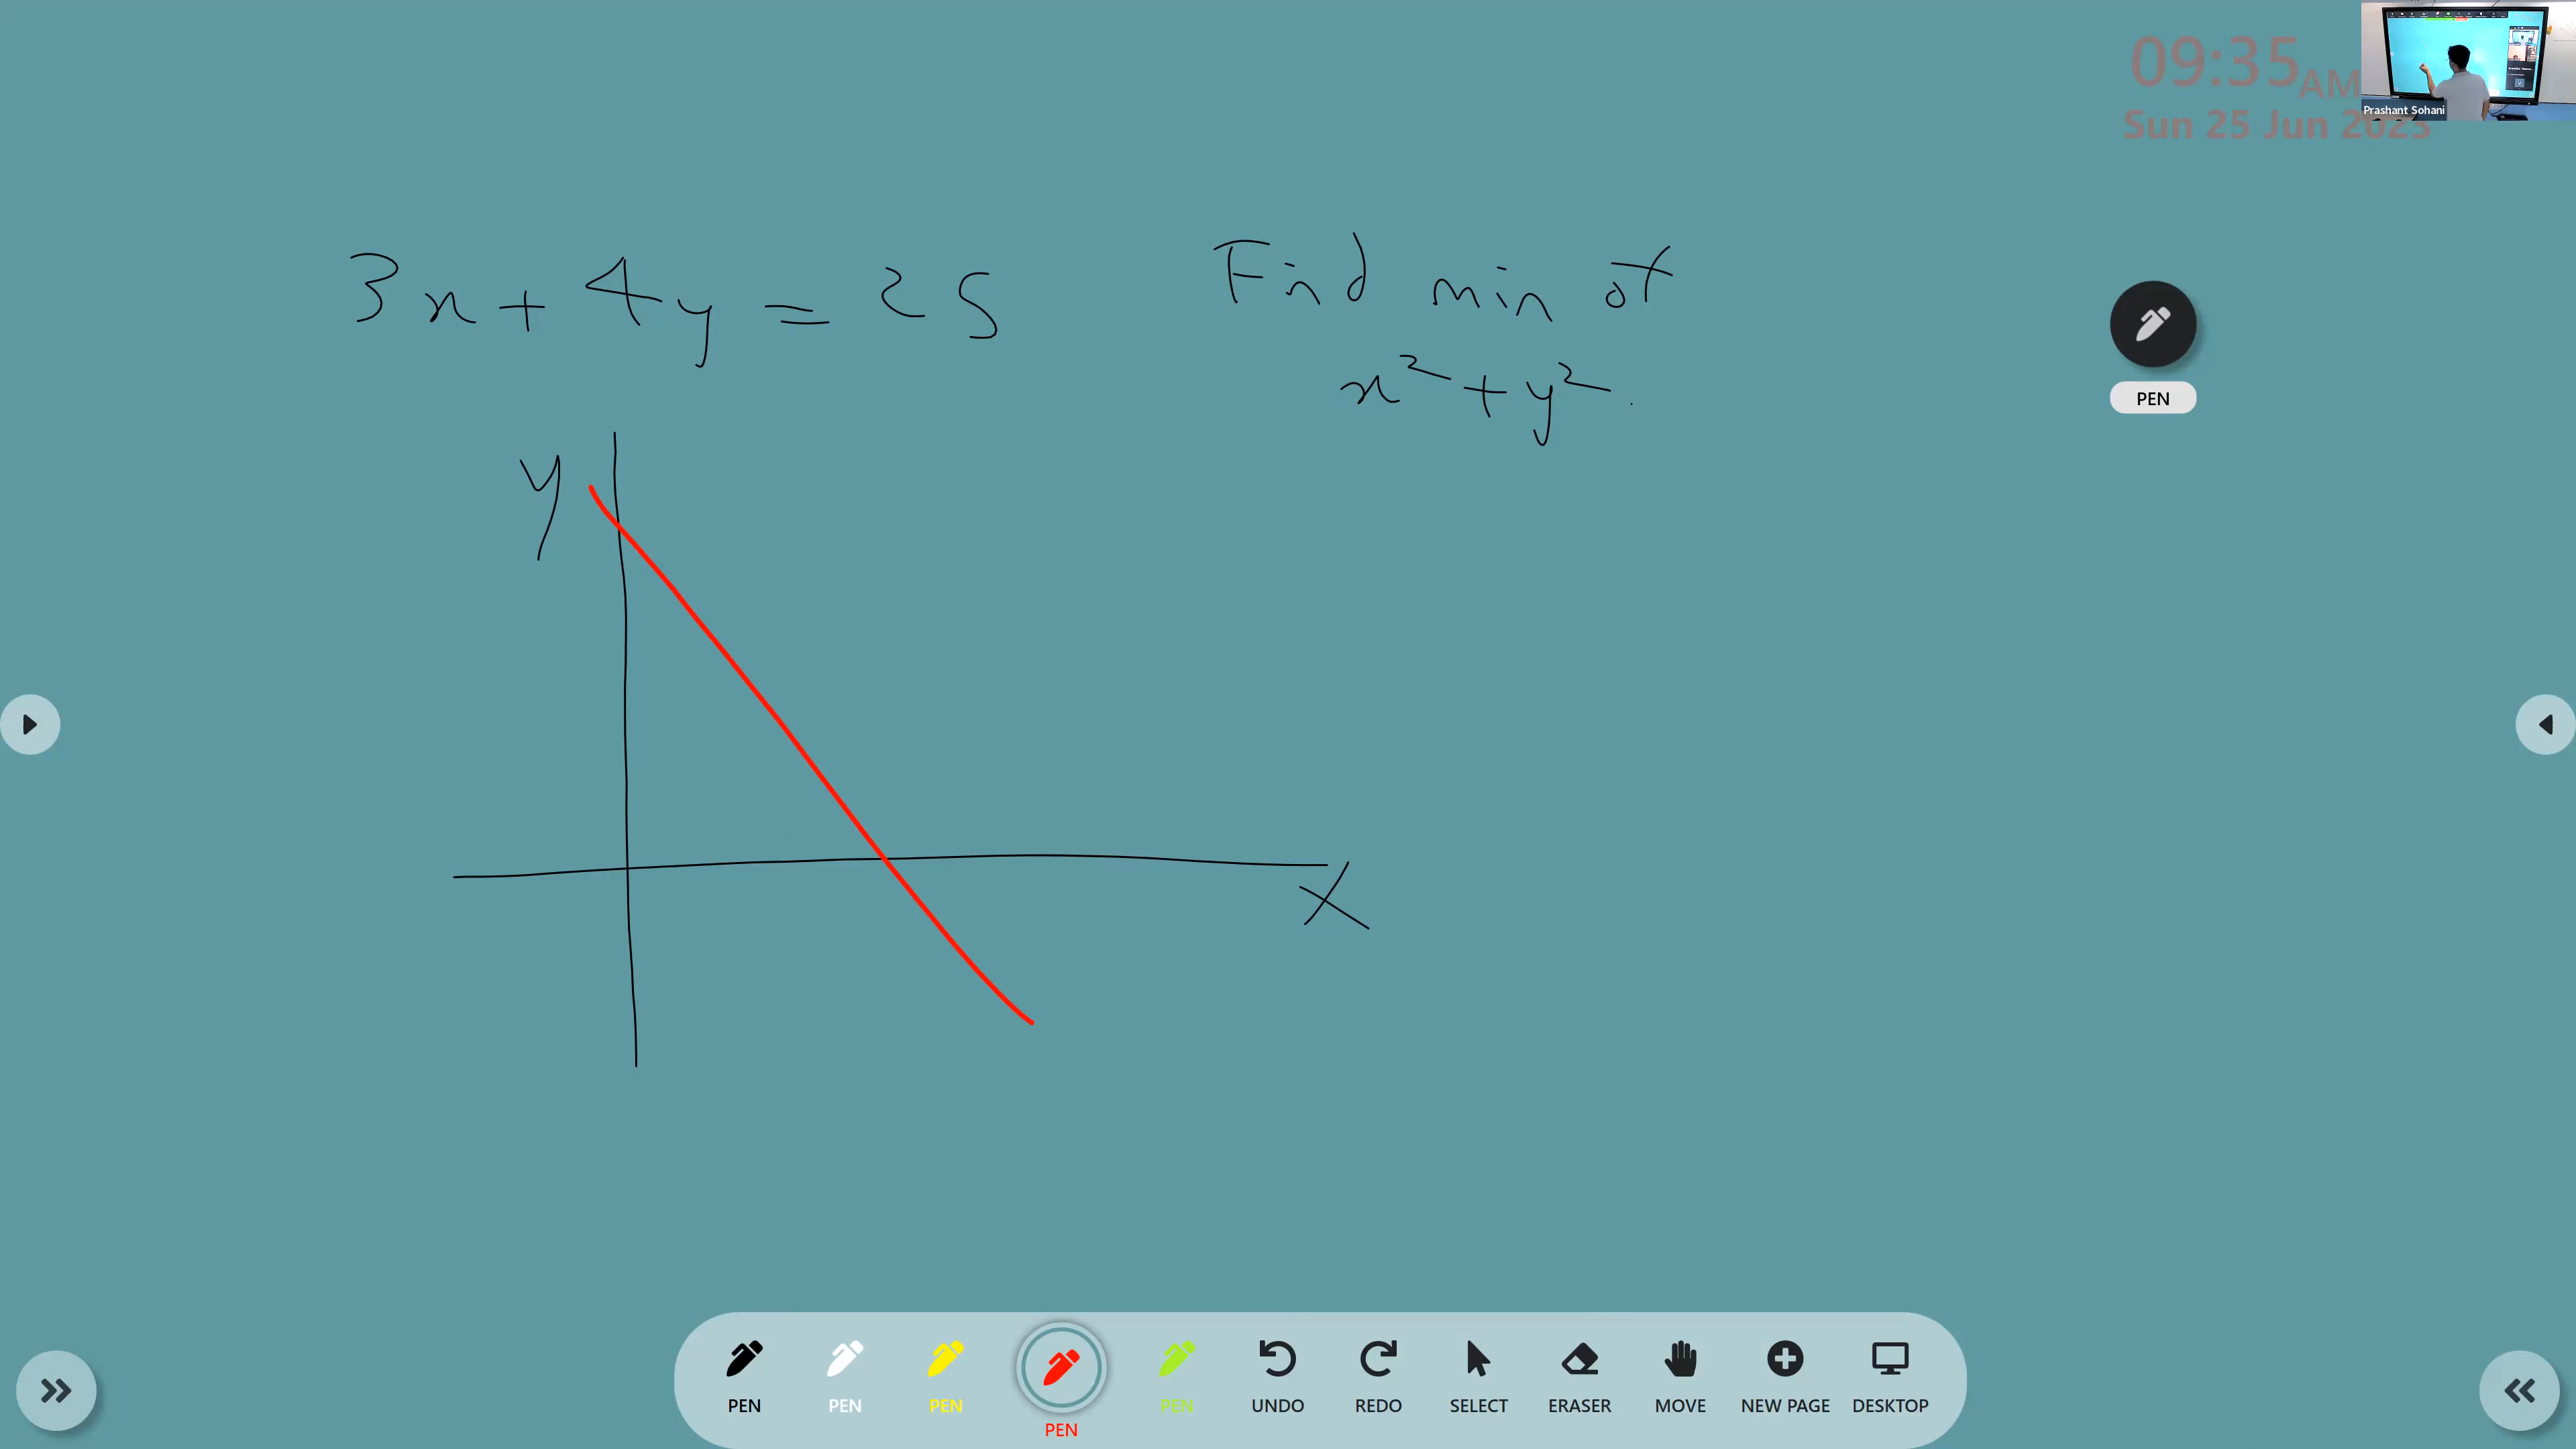 09:35AM
Sun 25 Jun 2023
Prashant Sohani
3x + 4y = 25
Find min of
x² + y².
PEN
y
x
PEN
PEN
PEN
PEN
PEN
UNDO
REDO
SELECT
ERASER
MOVE
NEW PAGE
DESKTOP